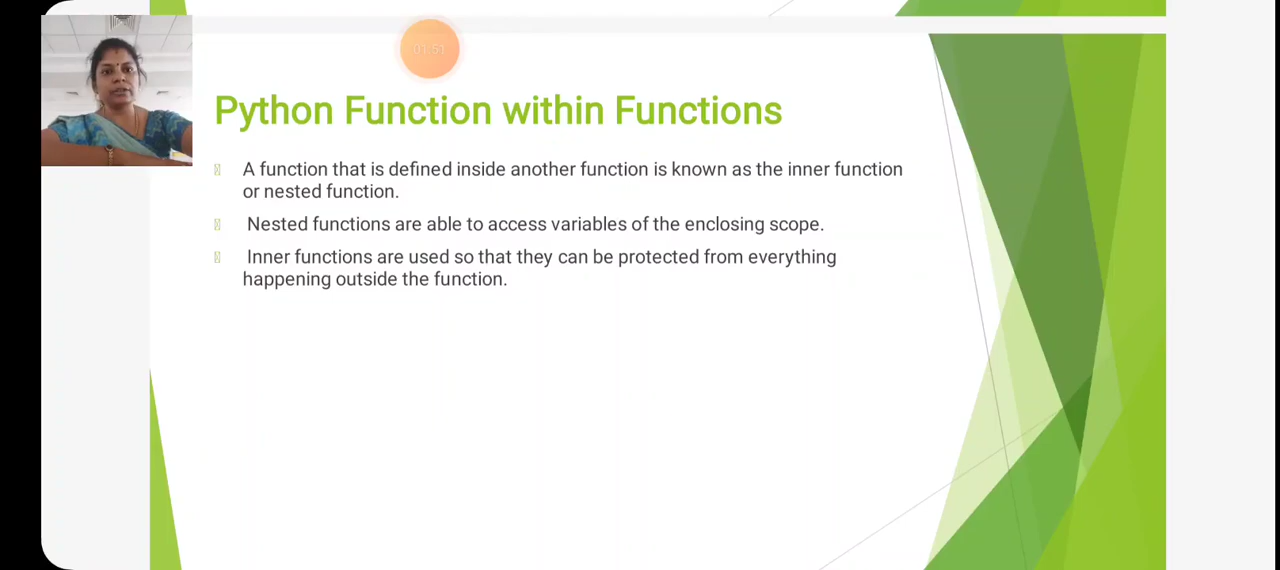 01:51
Python Function within Functions
A function that is defined inside another function is known as the inner function
or nested function.
Nested functions are able to access variables of the enclosing scope.
Inner functions are used so that they can be protected from everything
happening outside the function.